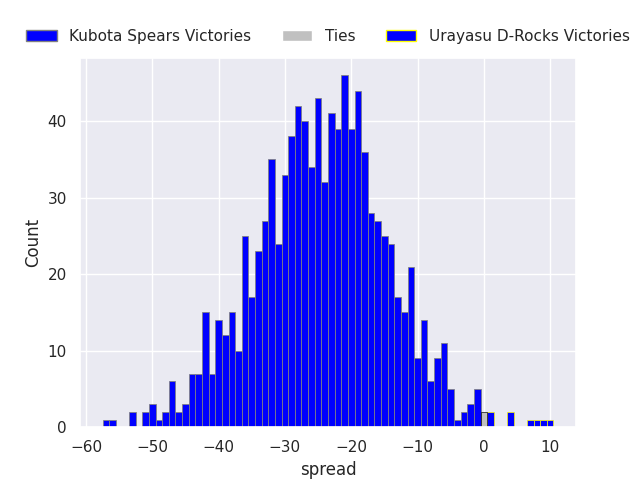 Kubota Spears Victories Ties Urayasu D-Rocks Victories
40
30
20
10
0
Count
−60 −50 −40 −30 −20 −10 0 10
spread